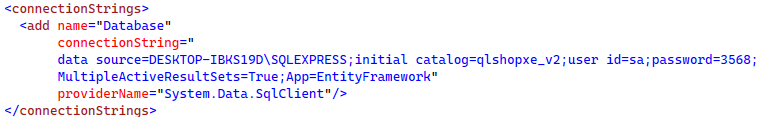 <connectionStrings>
<add name="Database"
connectionString="
data source=DESKTOP-IBKS19D\SQLEXPRESS;initial catalog=qlshopxe_v2;user id=sa;password=3568;
MultipleActiveResultSets=True;App=EntityFramework"
providerName="System.Data.SqlClient"/>
</connectionStrings>